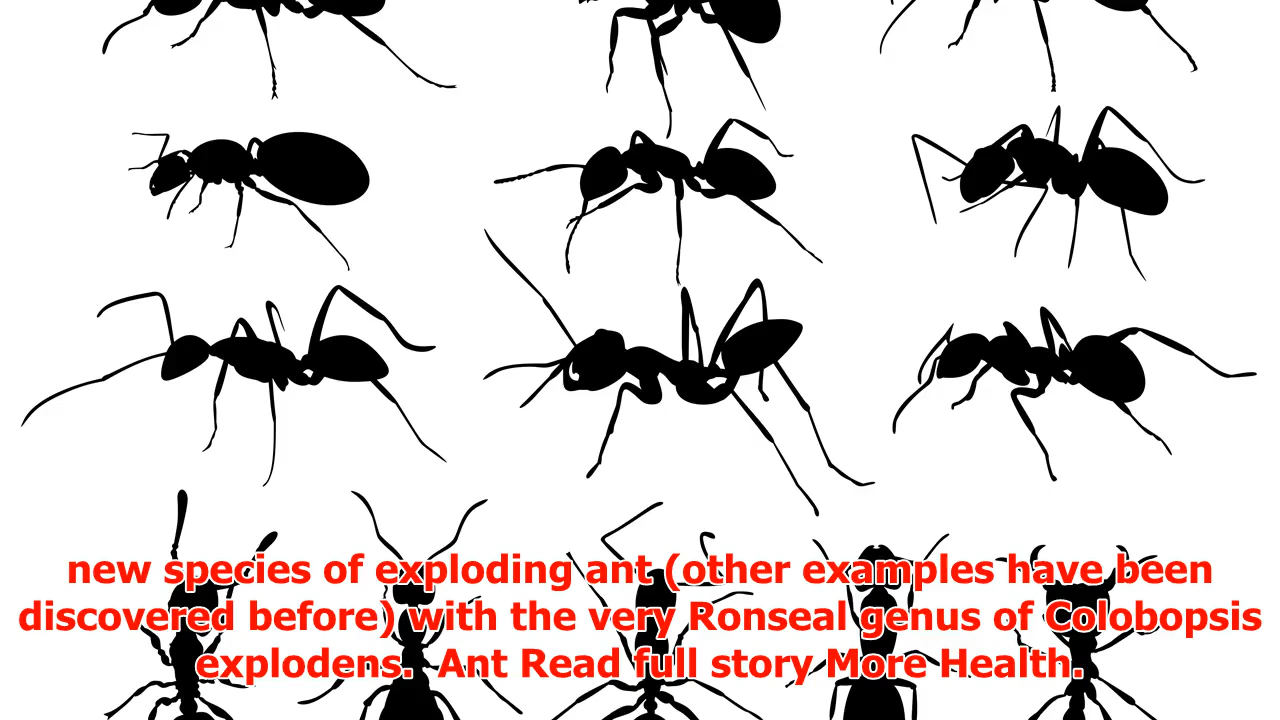 new species of exploding ant (other examples have been
discovered before) with the very Ronseal genus of Colobopsis
explodens.  Ant Read full story More Health.